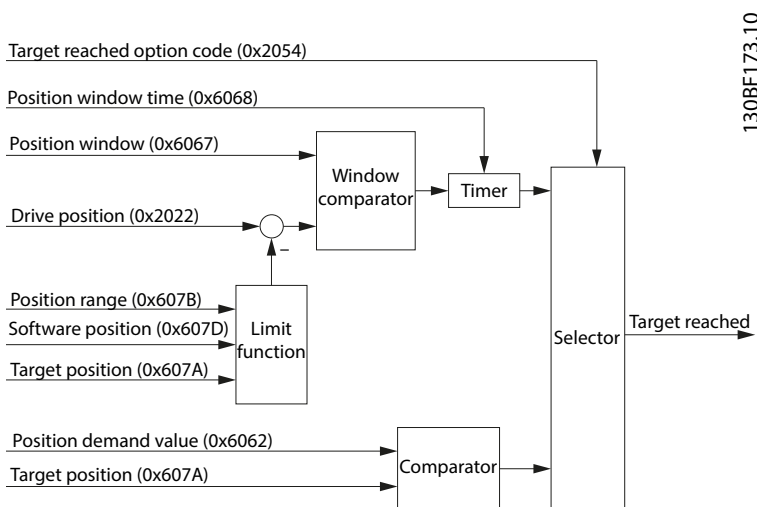 130BF173.10
Target reached option code (0x2054)
Position window time (0x6068)
Position window (0x6067)
Window
comparator
Timer
Drive position (0x2022)
–
Position range (0x607B)
Software position (0x607D)
Target position (0x607A)
Limit
function
Selector
Target reached
Position demand value (0x6062)
Target position (0x607A)
Comparator